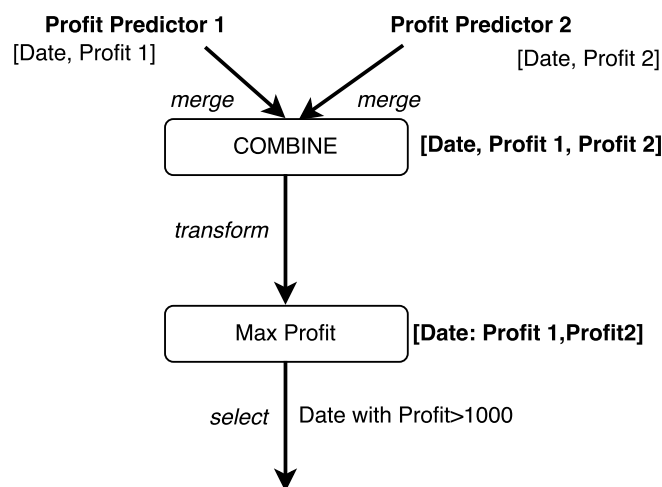 Profit Predictor 1
Profit Predictor 2
[Date, Profit 1]
[Date, Profit 2]
merge
merge
COMBINE
[Date, Profit 1, Profit 2]
transform
Max Profit
[Date: Profit 1,Profit2]
select
Date with Profit>1000